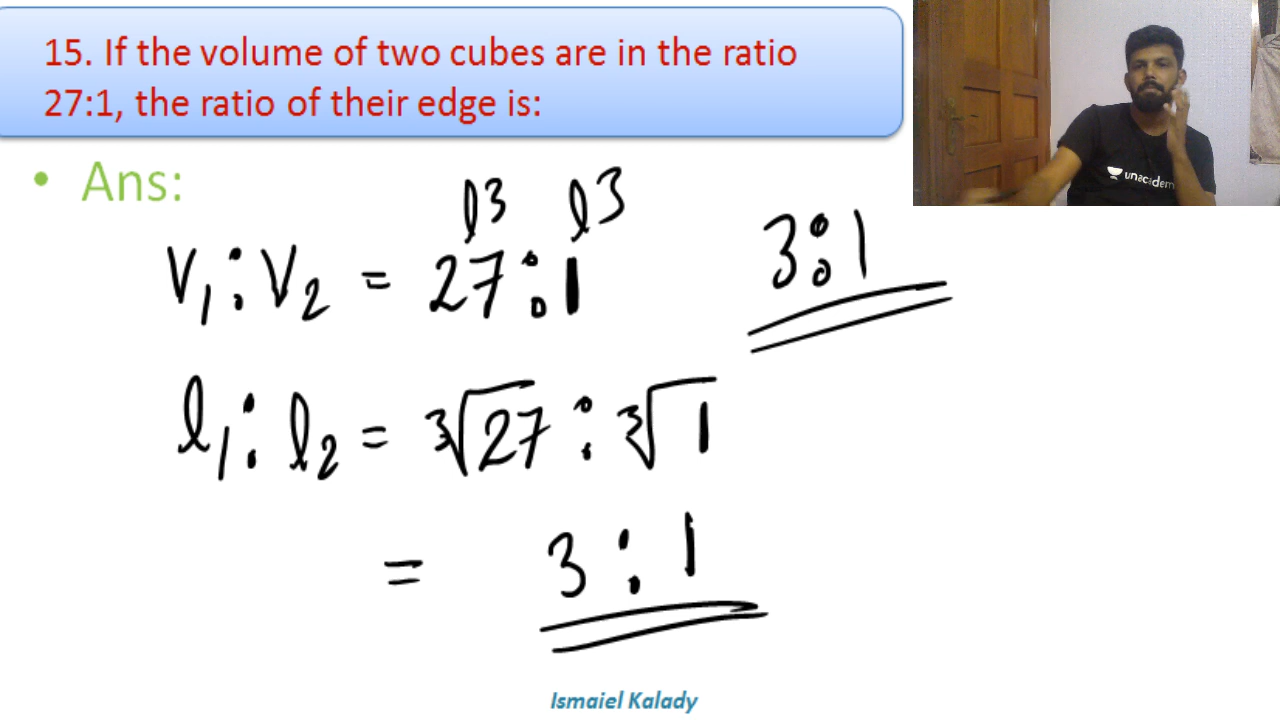 15. If the volume of two cubes are in the ratio
27:1, the ratio of their edge is:
unacadem
• Ans:
l3 l3
V1 : V2 = 27 : 1
3 : 1
l1 : l2 = ∛27 : ∛1
= 3 : 1
Ismaiel Kalady